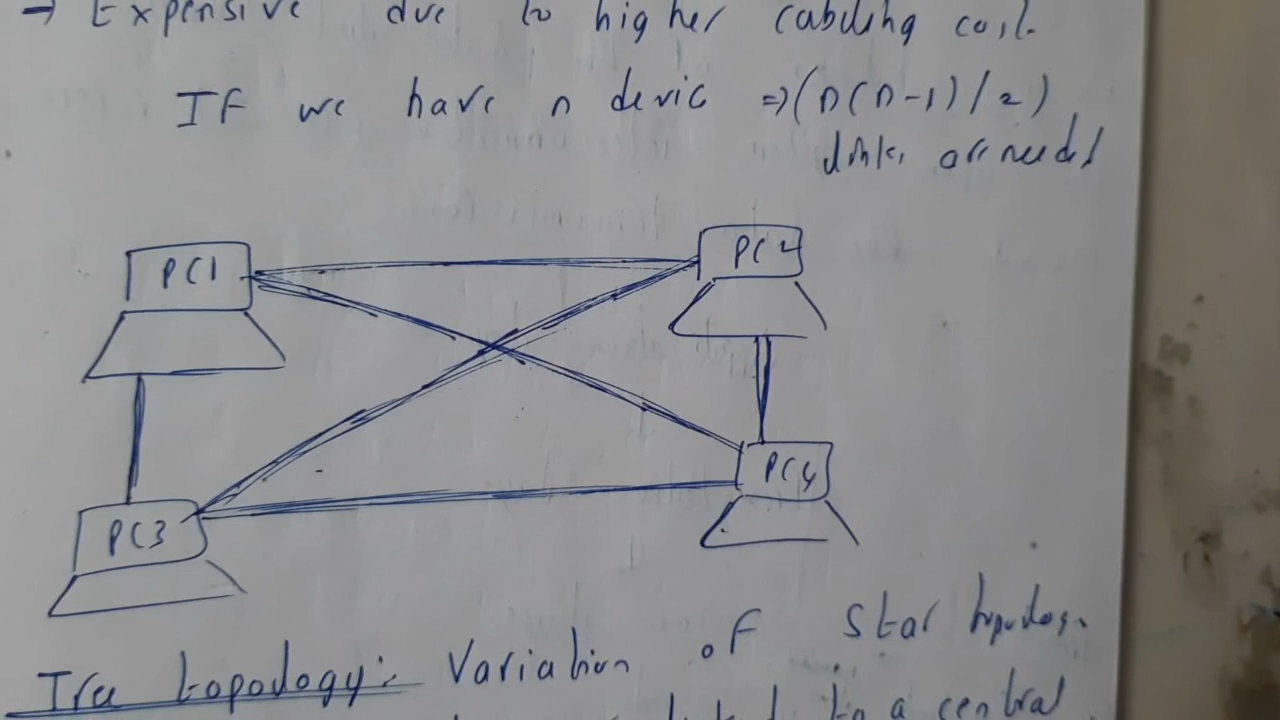 → Expensive due to higher cabling cost.
IF we have n devic ⇒ (n(n-1)/2)
links are needed
PC1
PC2
PC3
PC4
Tree topology: Variation of star topology.
to a central